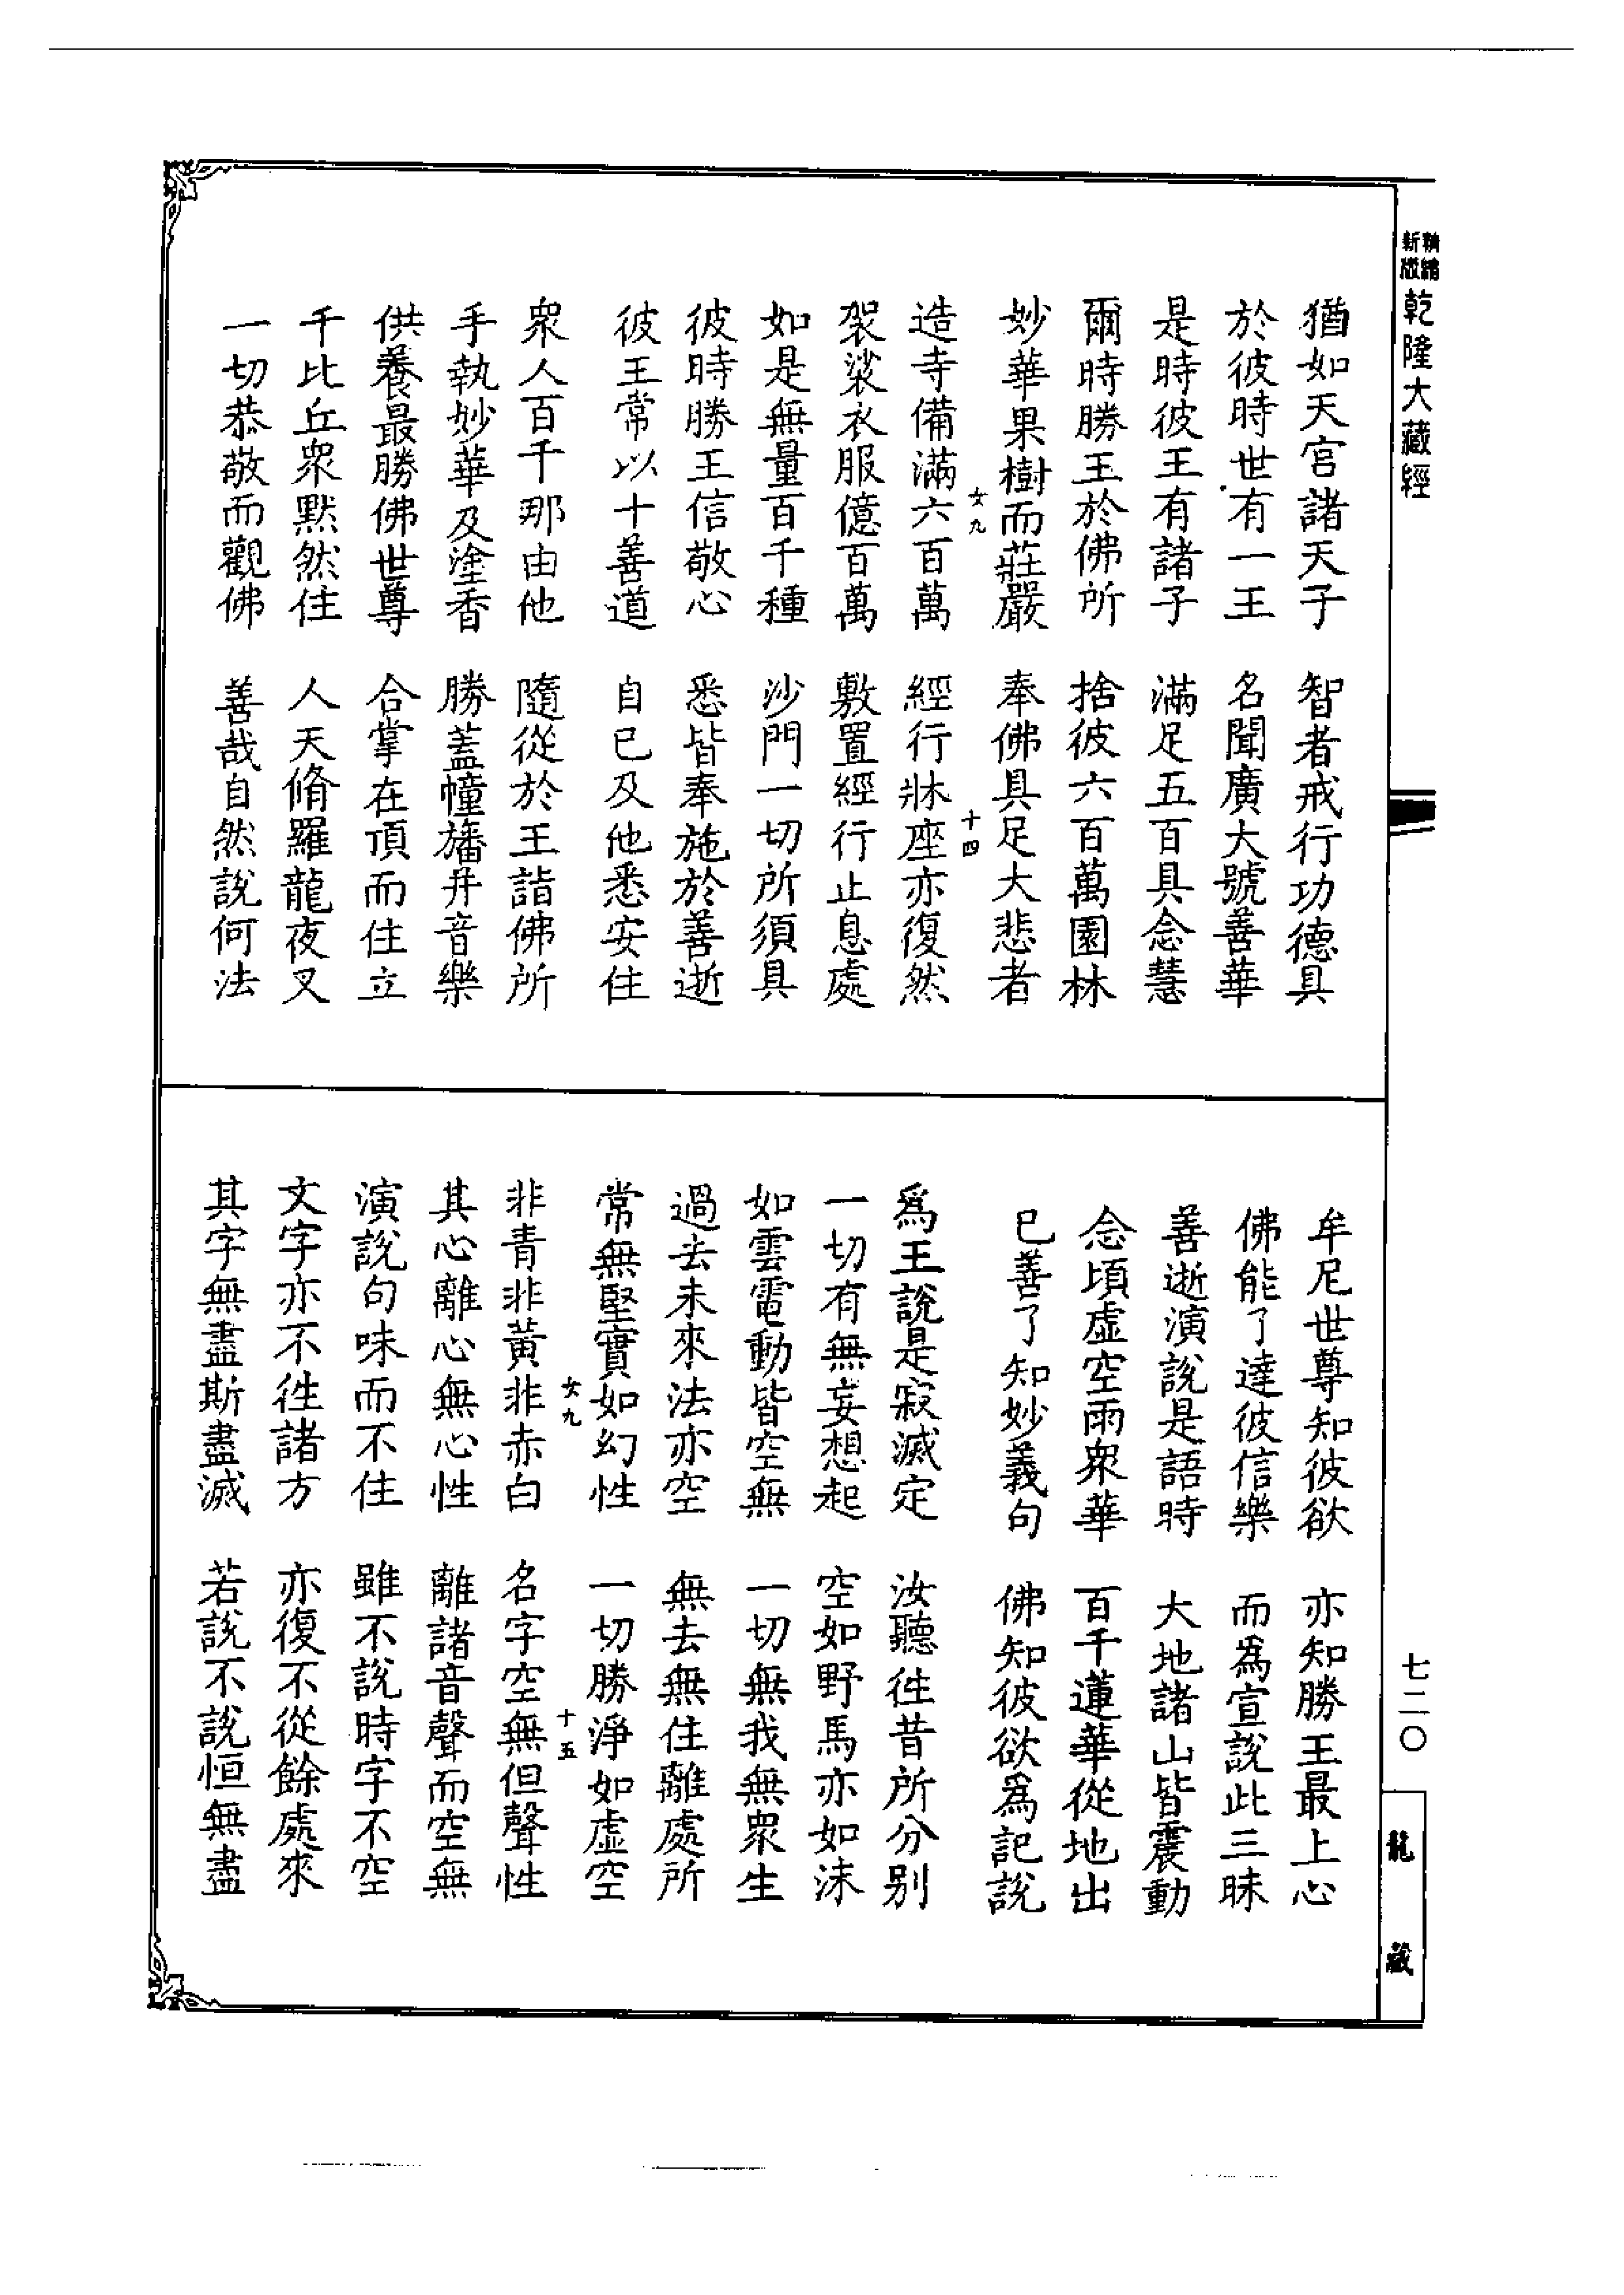 精縮新版 乾隆大藏經
猶如天宮諸天子 智者戒行功德具
於彼時世有一王 名聞廣大號善華
是時彼王有諸子 滿足五百具念慧
爾時勝王於佛所 捨彼六百萬園林
妙華果樹而莊嚴 奉佛具足大悲者
女九 十四
造寺備滿六百萬 經行牀座亦復然
袈裟衣服億百萬 敷置經行止息處
如是無量百千種 沙門一切所須具
彼時勝王信敬心 悉皆奉施於善逝
彼王常以十善道 自已及他悉安住
眾人百千那由他 隨從於王詣佛所
手執妙華及塗香 勝蓋幢旛并音樂
供養最勝佛世尊 合掌在頂而住立
千比丘眾默然住 人天脩羅龍夜叉
一切恭敬而觀佛 善哉自然說何法
牟尼世尊知彼欲 亦知勝王最上心
佛能了達彼信樂 而為宣說此三昧
善逝演說是語時 大地諸山皆震動
念頃虛空雨眾華 百千蓮華從地出
已善了知妙義句 佛知彼欲為記說
為王說是寂滅定 汝聽往昔所分別
一切有無妄想起 空如野馬亦如沫
如雲電動皆空無 一切無我無眾生
過去未來法亦空 無去無住離處所
常無堅實如幻性 一切勝淨如虛空
女九 十五
非青非黃非赤白 名字空無但聲性
其心離心無心性 離諸音聲而空無
演說句味而不住 雖不說時字不空
文字亦不往諸方 亦復不從餘處來
其字無盡斯盡滅 若說不說恒無盡
七二〇
龍藏